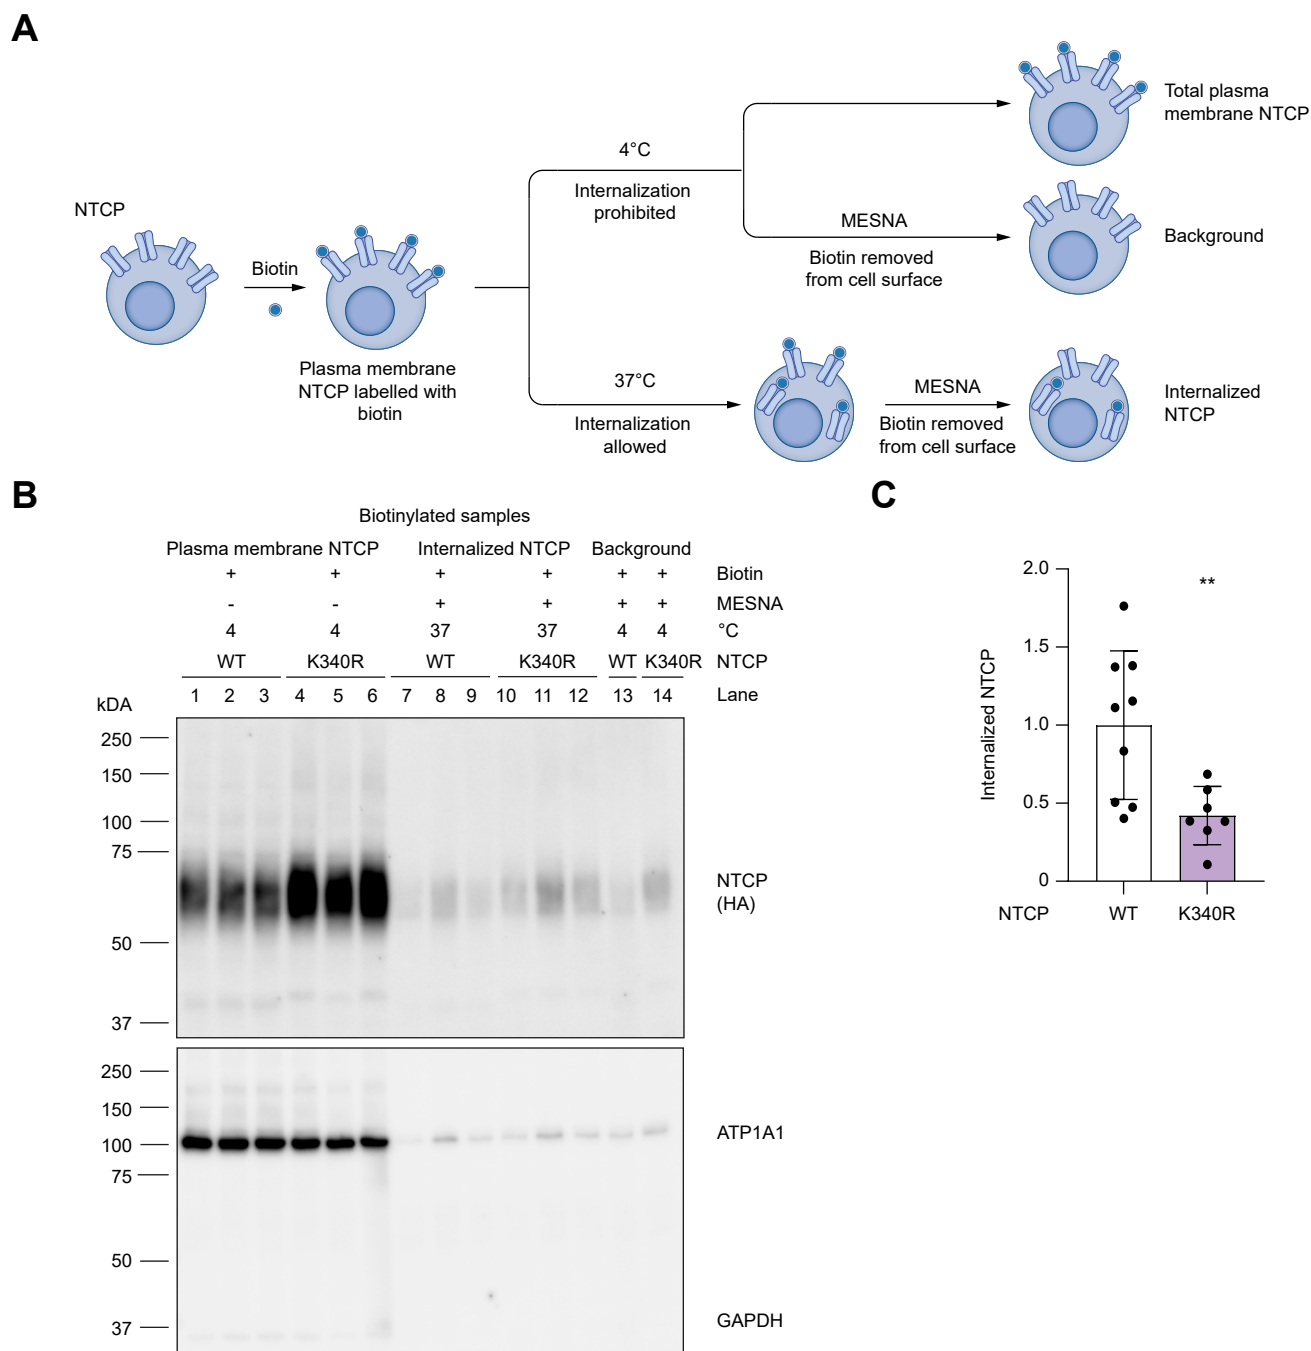 A
NTCP
Biotin
Plasma membrane
NTCP labelled with
biotin
4°C
Internalization
prohibited
37°C
Internalization
allowed
MESNA
Biotin removed
from cell surface
MESNA
Biotin removed
from cell surface
Total plasma
membrane NTCP
Background
Internalized
NTCP
B
Biotinylated samples
Plasma membrane NTCP Internalized NTCP Background
+ + + + + + Biotin
- - + + + + MESNA
4 4 37 37 4 4 °C
WT K340R WT K340R WT K340R NTCP
1 2 3 4 5 6 7 8 9 10 11 12 13 14 Lane
kDA
250
150
100
75
50
37
NTCP
(HA)
250
150
100
75
50
37
ATP1A1
GAPDH
C
Internalized NTCP
2.0
1.5
1.0
0.5
0
**
NTCP WT K340R